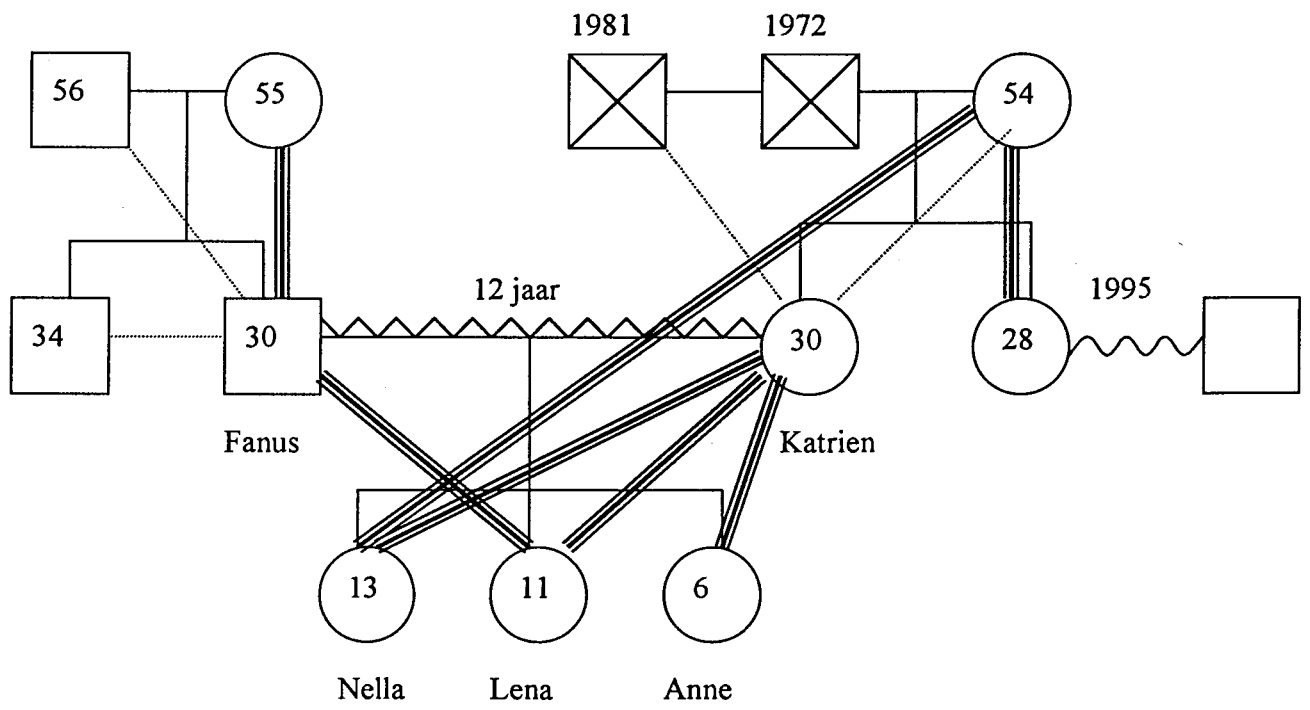 1981 1972
56 55 54
12 jaar 1995
34 30 30 28
Fanus Katrien
13 11 6
Nella Lena Anne